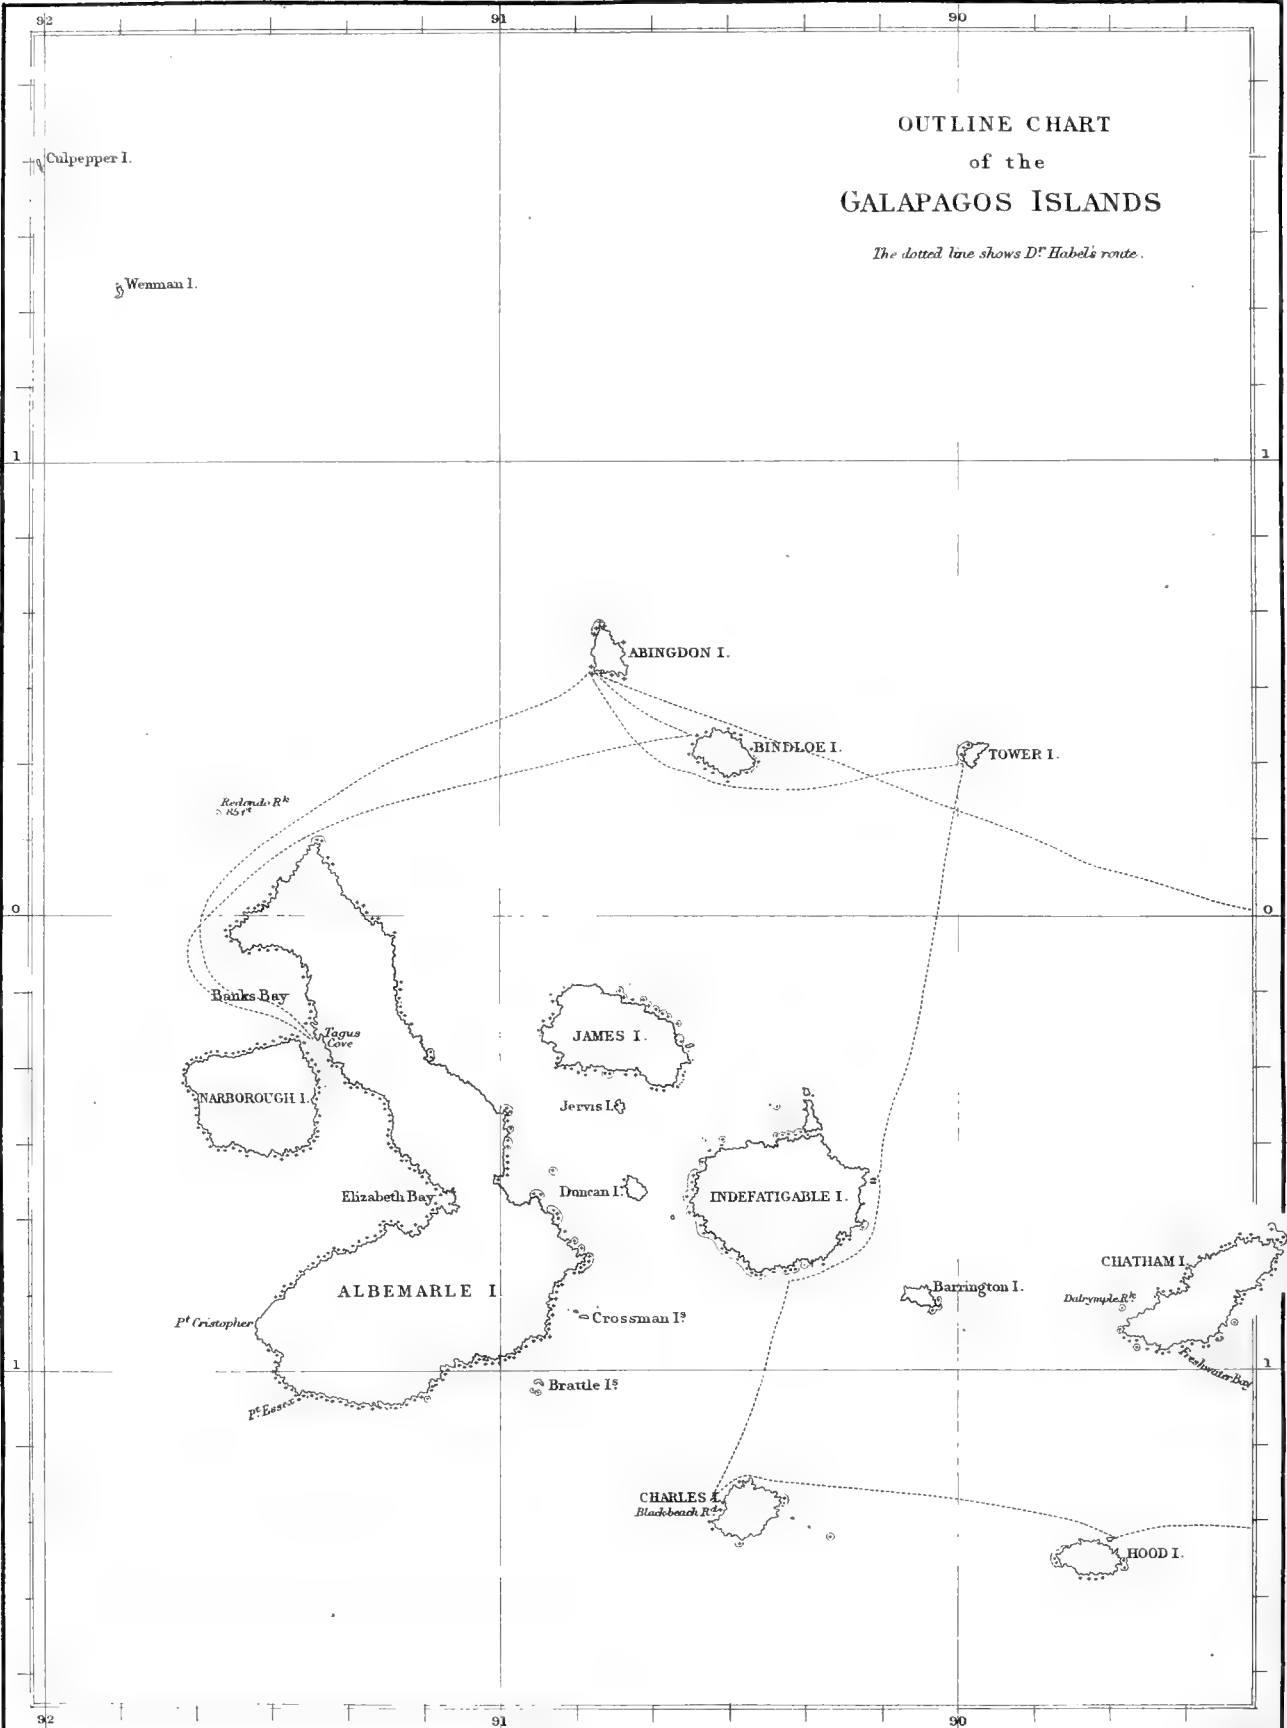 92 91 90
OUTLINE CHART
of the
GALAPAGOS ISLANDS
The dotted line shows Dr Habel's route.
Culpepper I.
Wenman I.
1 1
ABINGDON I.
BINDLOE I.
TOWER I.
Redondo Rk
85 ft
0 0
Banks Bay
Tagus
Cove
JAMES I.
NARBOROUGH I.
Jervis I.
Elizabeth Bay
Duncan I.
INDEFATIGABLE I.
CHATHAM I.
ALBEMARLE I.
Barrington I.
Dalrymple Rk
Pt Cristopher
Crossman Is
Freshwater Bay
1 1
Brattle Is
Pt Essex
CHARLES I.
Blackbeach Rd
HOOD I.
92 91 90